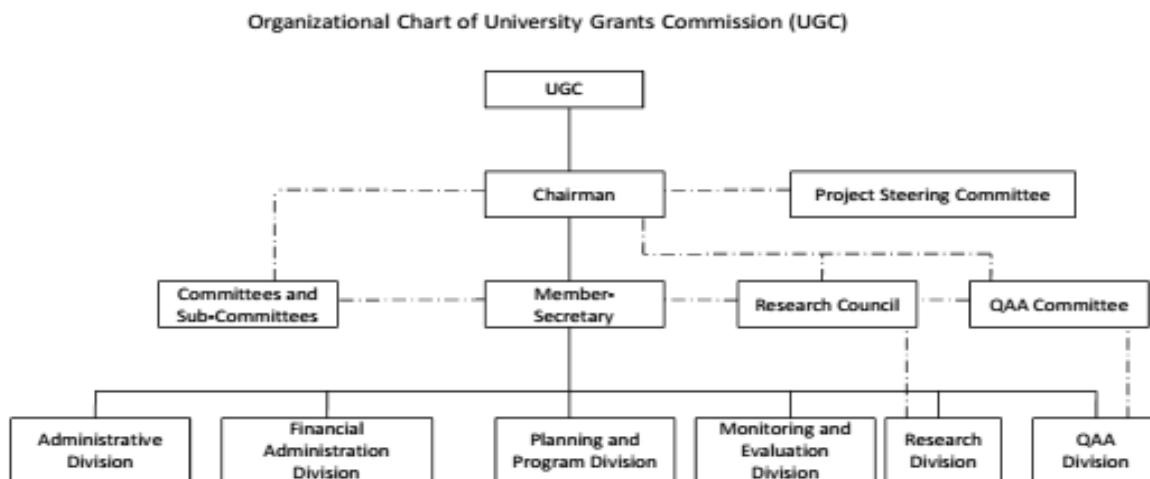 Organizational Chart of University Grants Commission (UGC)
UGC
Chairman
Project Steering Committee
Committees and
Sub-Committees
Member-
Secretary
Research Council
QAA Committee
Administrative
Division
Financial
Administration
Division
Planning and
Program Division
Monitoring and
Evaluation
Division
Research
Division
QAA
Division